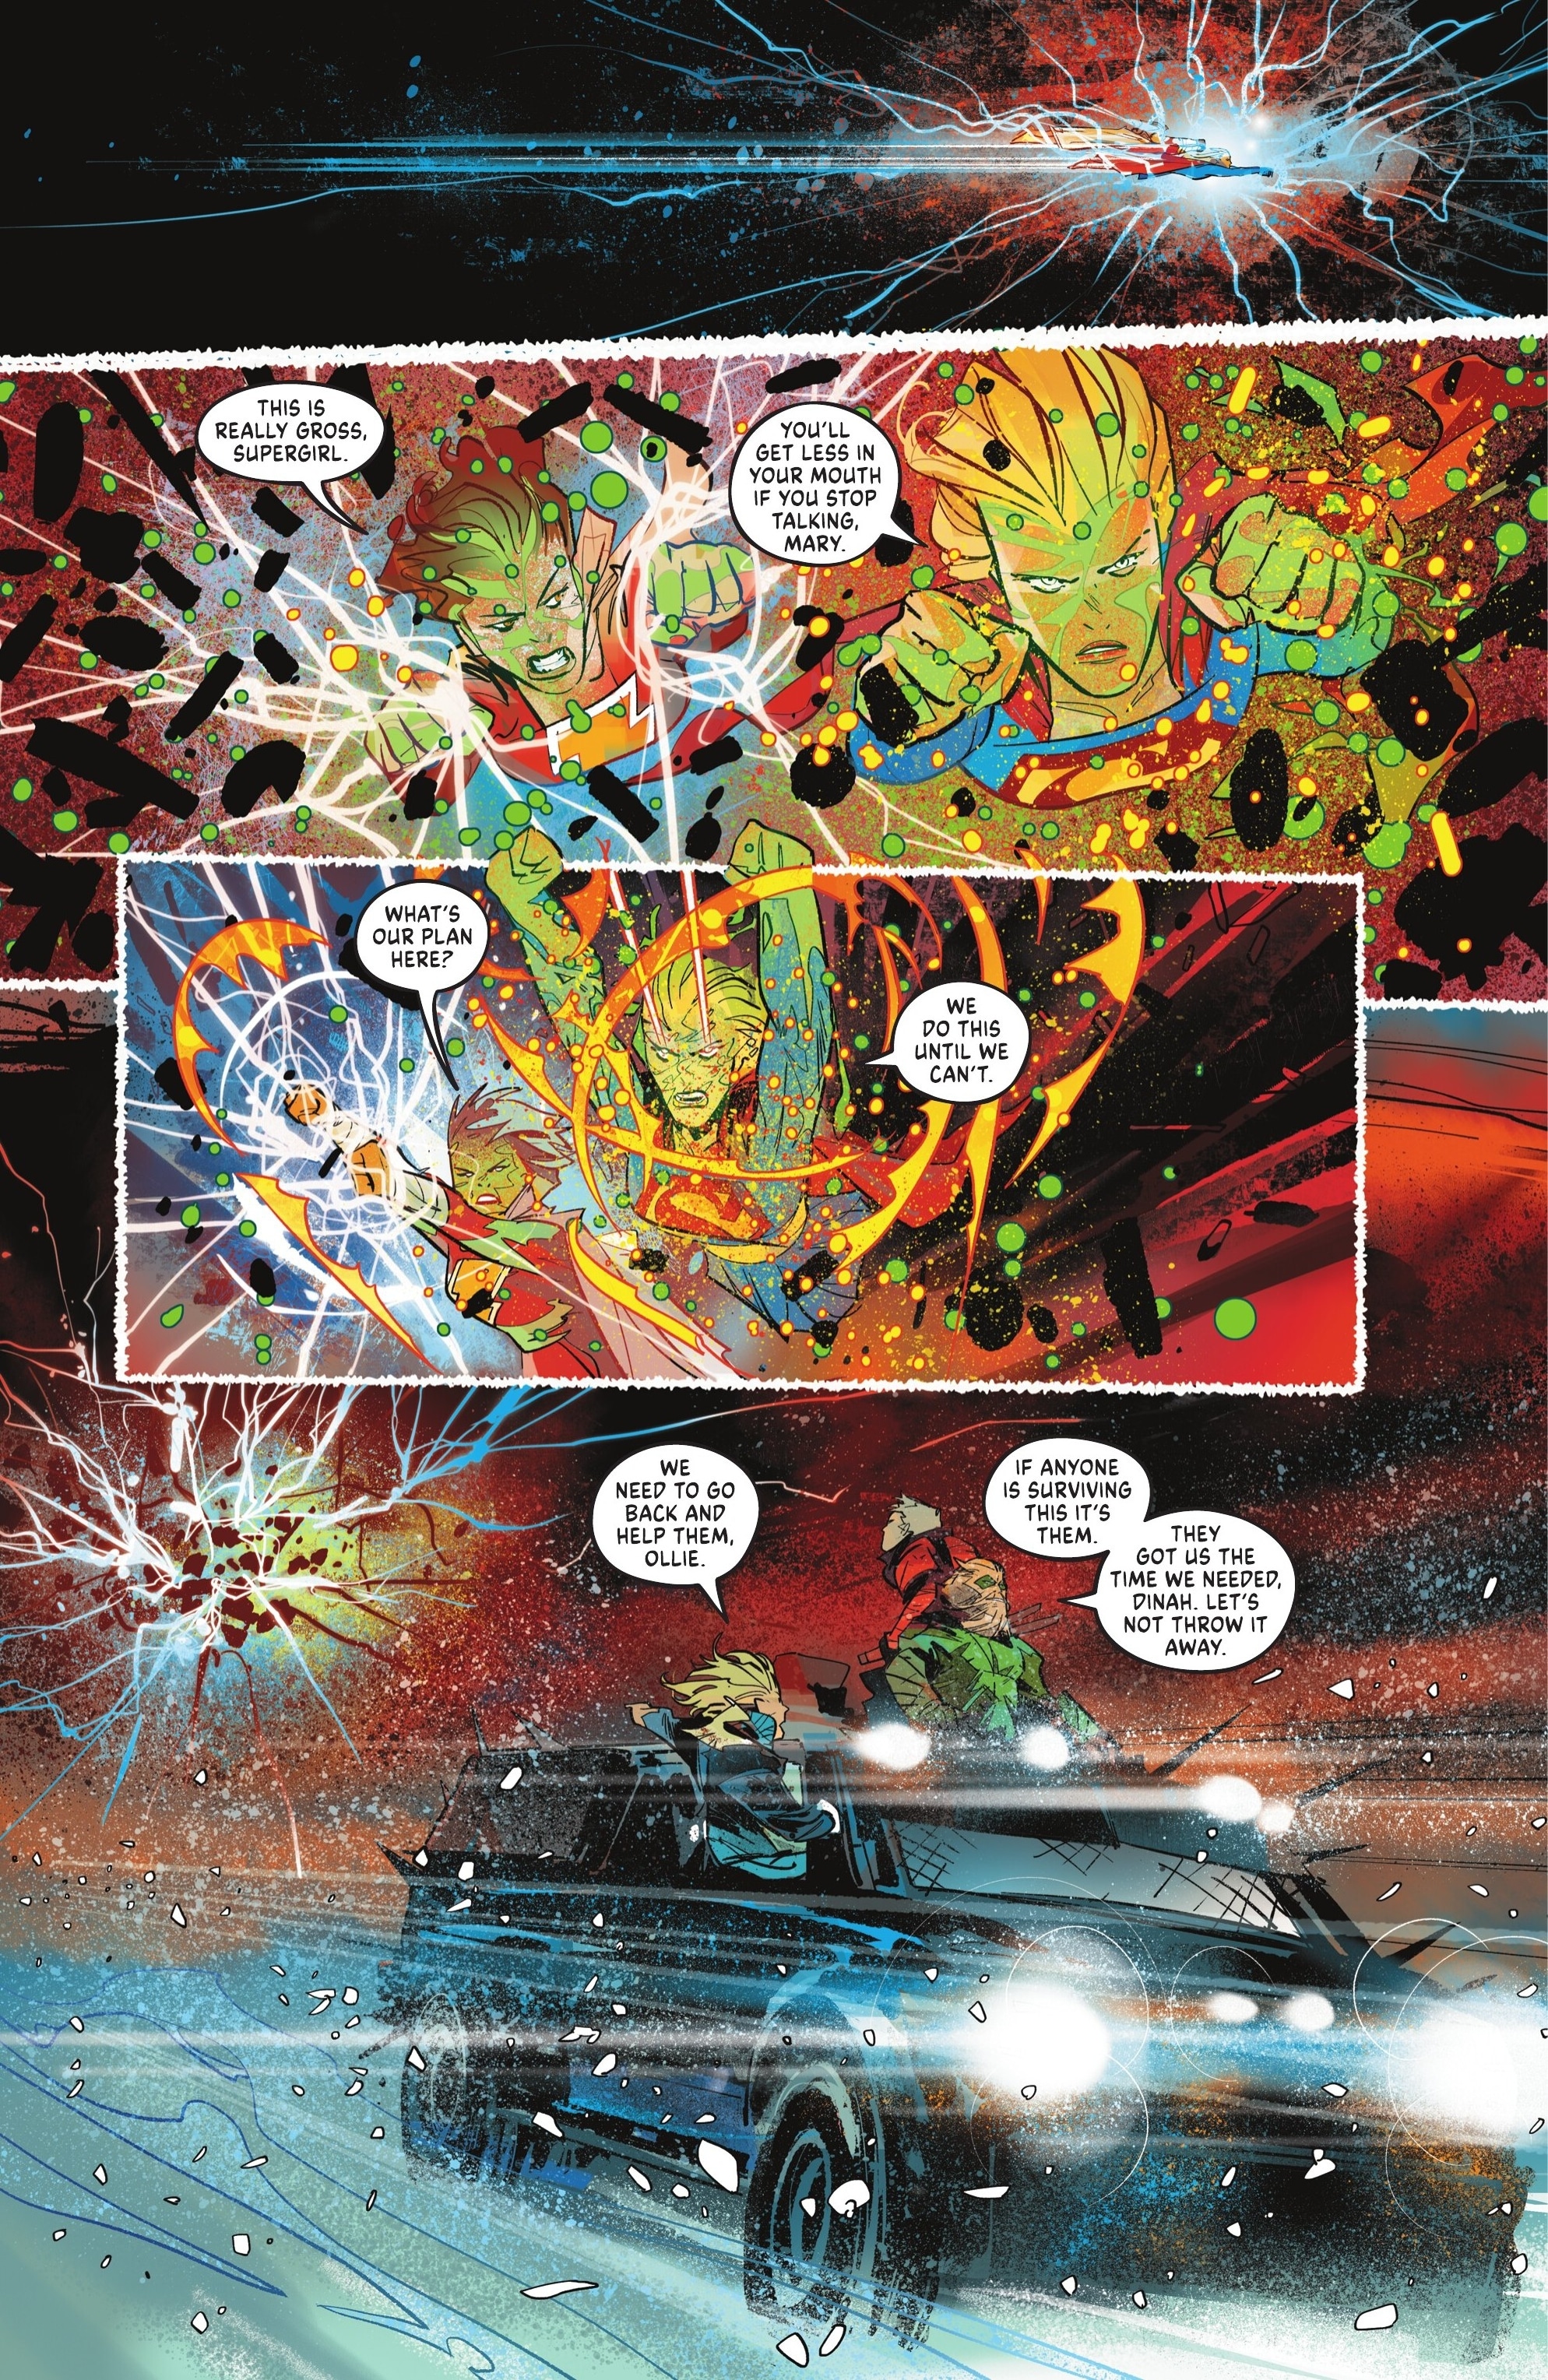 THIS IS
REALLY GROSS,
SUPERGIRL.
YOU'LL
GET LESS IN
YOUR MOUTH
IF YOU STOP
TALKING,
MARY.
WHAT'S
OUR PLAN
HERE?
WE
DO THIS
UNTIL WE
CAN'T.
WE
NEED TO GO
BACK AND
HELP THEM,
OLLIE.
IF ANYONE
IS SURVIVING
THIS IT'S
THEM.
THEY
GOT US THE
TIME WE NEEDED,
DINAH. LET'S
NOT THROW IT
AWAY.